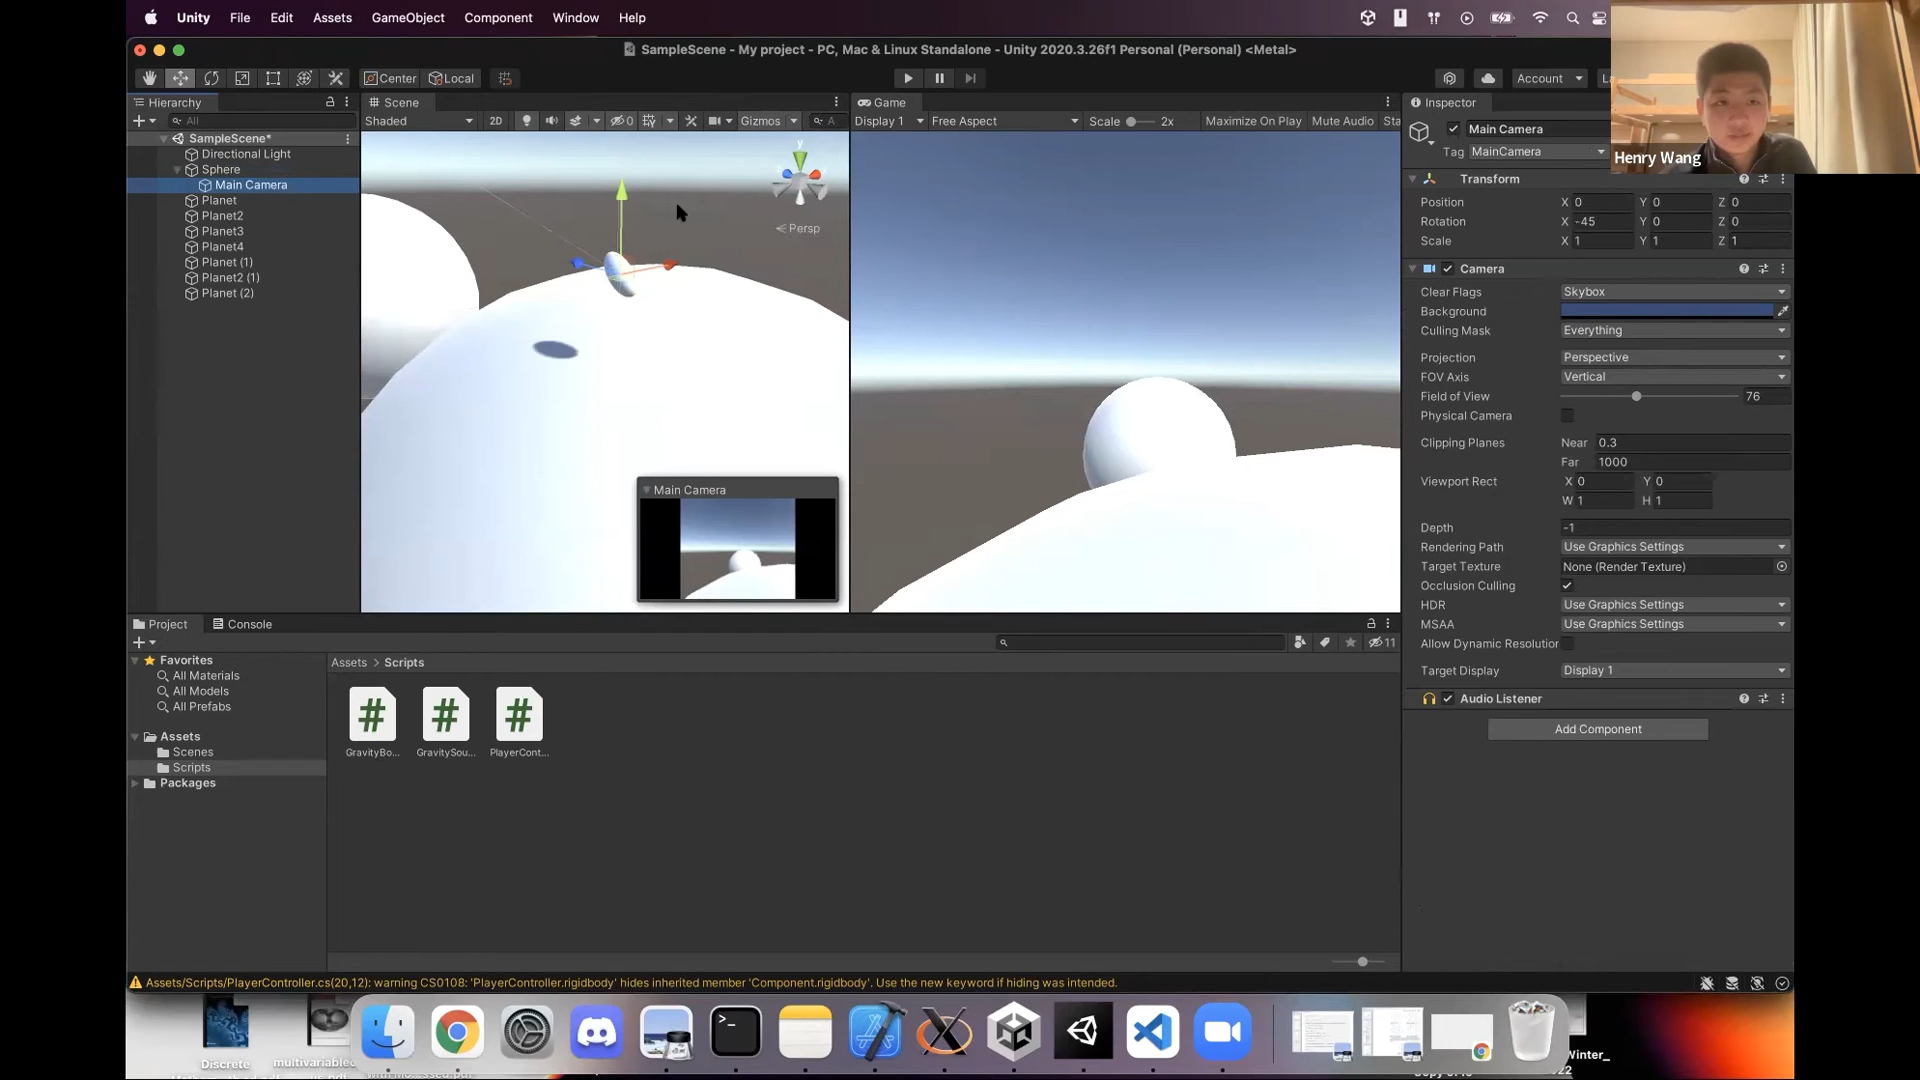 Unity File Edit Assets GameObject Component Window Help
SampleScene - My project - PC, Mac & Linux Standalone - Unity 2020.3.26f1 Personal (Personal) <Metal>
Center Local
Account
La
Hierarchy
Scene
Game
Inspector
All
Shaded
2D
0
Gizmos
A
Display 1
Free Aspect
Scale
2x
Maximize On Play
Mute Audio
Sta
SampleScene*
Directional Light
Sphere
Main Camera
Planet
Planet2
Planet3
Planet4
Planet (1)
Planet2 (1)
Planet (2)
y
Persp
Main Camera
Main Camera
Tag MainCamera
Henry Wang
Transform
Position X 0 Y 0 Z 0
Rotation X -45 Y 0 Z 0
Scale X 1 Y 1 Z 1
Camera
Clear Flags Skybox
Background
Culling Mask Everything
Projection Perspective
FOV Axis Vertical
Field of View 76
Physical Camera
Clipping Planes Near 0.3
Far 1000
Viewport Rect X 0 Y 0
W 1 H 1
Depth -1
Rendering Path Use Graphics Settings
Target Texture None (Render Texture)
Occlusion Culling
HDR Use Graphics Settings
MSAA Use Graphics Settings
Allow Dynamic Resolution
Target Display Display 1
Audio Listener
Add Component
Project
Console
11
Favorites
All Materials
All Models
All Prefabs
Assets
Scenes
Scripts
Packages
Assets > Scripts
# # #
GravityBo... GravitySou... PlayerCont...
Assets/Scripts/PlayerController.cs(20,12): warning CS0108: 'PlayerController.rigidbody' hides inherited member 'Component.rigidbody'. Use the new keyword if hiding was intended.
Discrete
multivariable
Winter_
2022